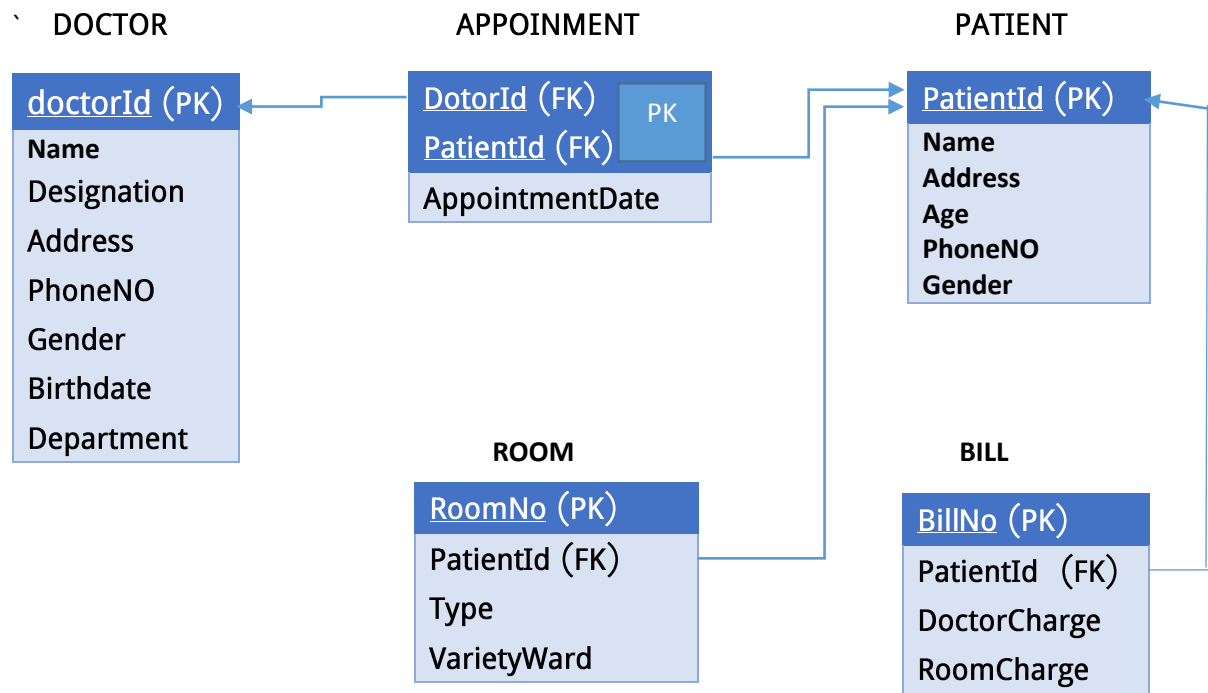 ` DOCTOR
doctorId (PK)
Name
Designation
Address
PhoneNO
Gender
Birthdate
Department
APPOINMENT
DotorId (FK)
PatientId (FK)
PK
AppointmentDate
PATIENT
PatientId (PK)
Name
Address
Age
PhoneNO
Gender
ROOM
RoomNo (PK)
PatientId (FK)
Type
VarietyWard
BILL
BillNo (PK)
PatientId (FK)
DoctorCharge
RoomCharge